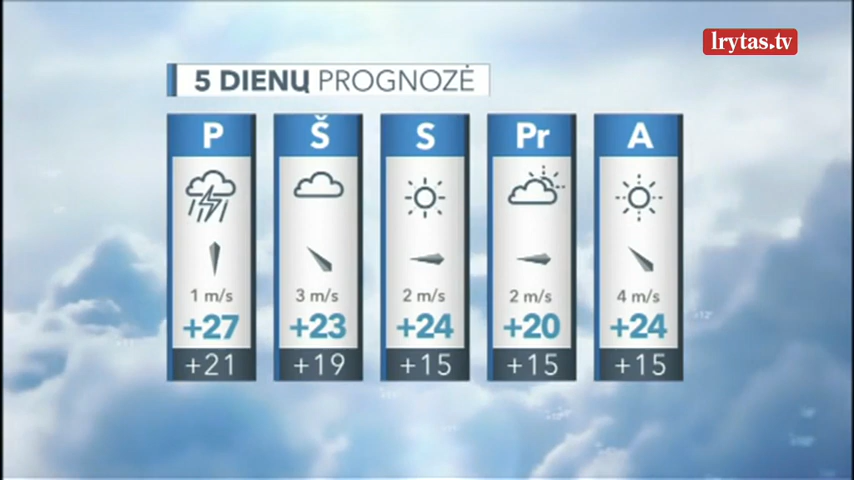 lrytas.tv
5 DIENŲ PROGNOZĖ
P Š S Pr A
1 m/s 3 m/s 2 m/s 2 m/s 4 m/s
+27 +23 +24 +20 +24
+21 +19 +15 +15 +15